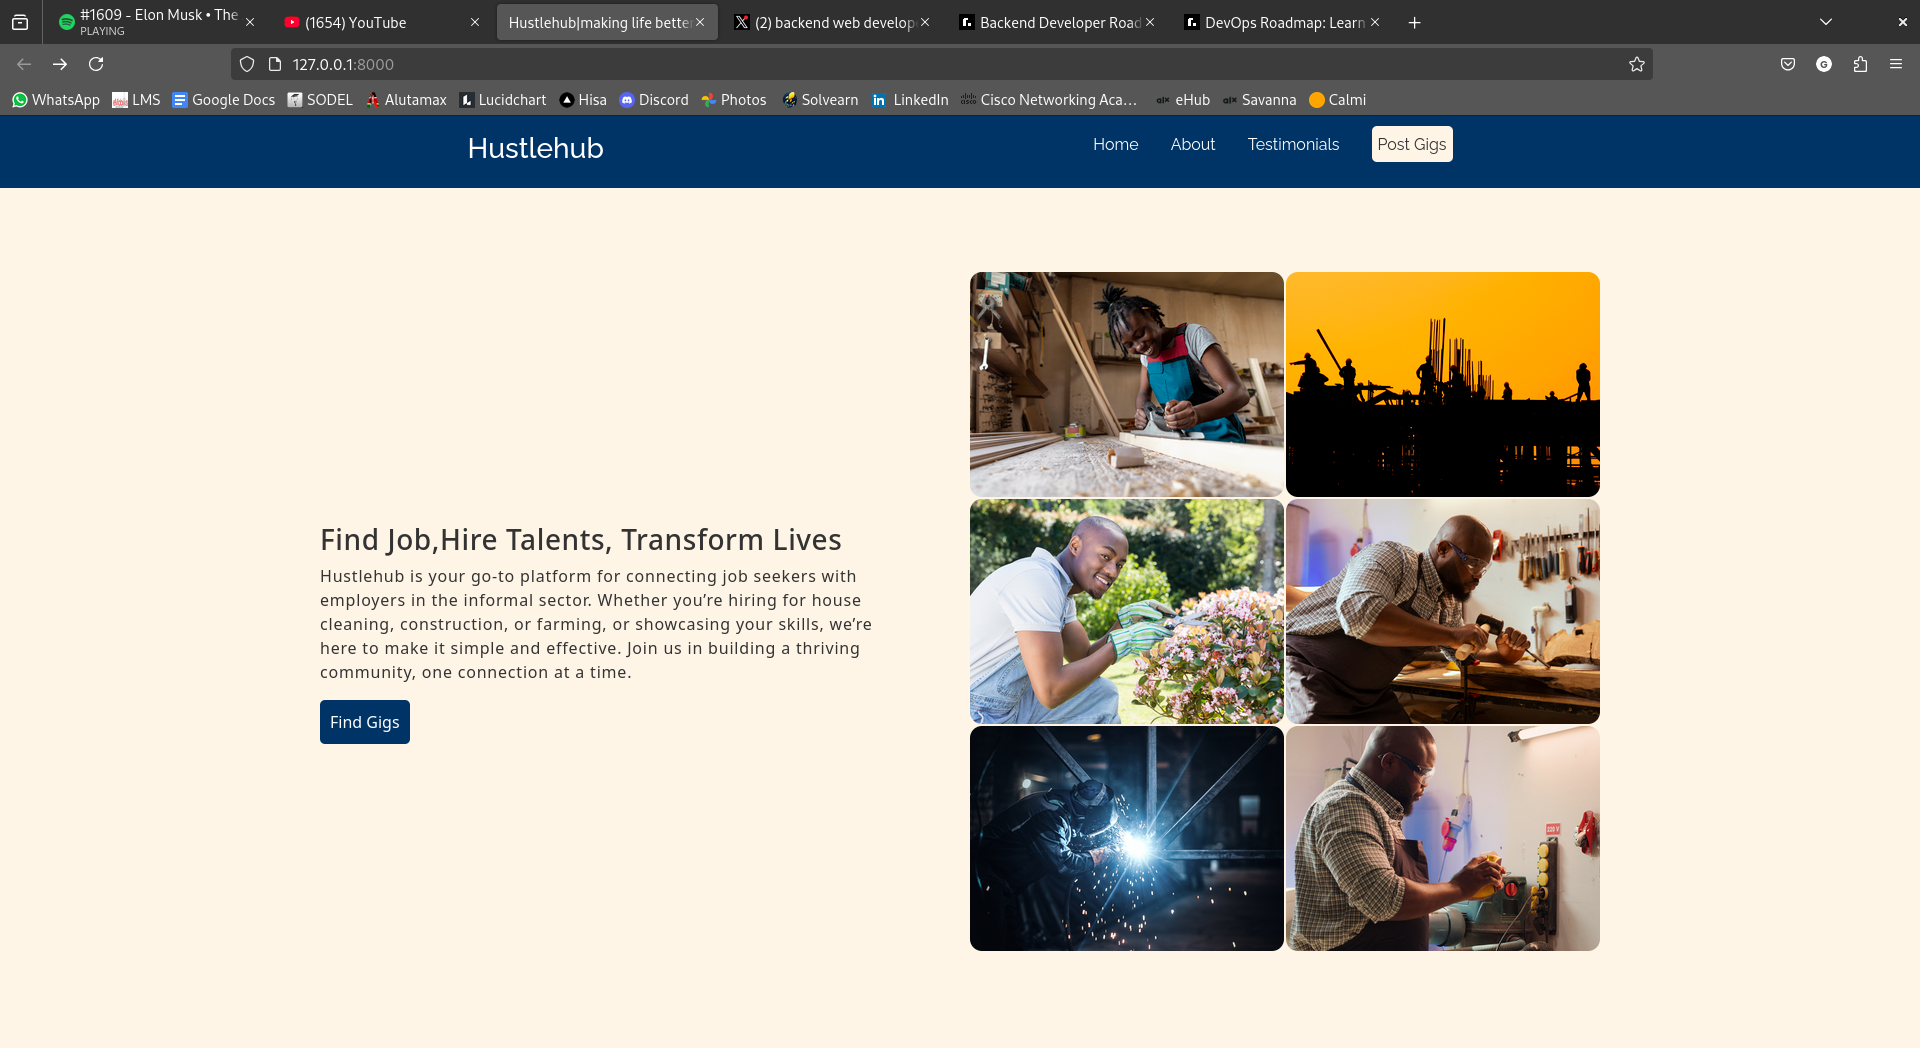 #1609 - Elon Musk • The
PLAYING
(1654) YouTube
Hustlehub|making life bette
(2) backend web develop
Backend Developer Road
DevOps Roadmap: Learn
127.0.0.1:8000
G
WhatsApp
LMS
Google Docs
SODEL
Alutamax
Lucidchart
Hisa
Discord
Photos
Solvearn
LinkedIn
Cisco Networking Aca...
eHub
Savanna
Calmi
Hustlehub
Home
About
Testimonials
Post Gigs
Find Job,Hire Talents, Transform Lives
Hustlehub is your go-to platform for connecting job seekers with
employers in the informal sector. Whether you’re hiring for house
cleaning, construction, or farming, or showcasing your skills, we’re
here to make it simple and effective. Join us in building a thriving
community, one connection at a time.
Find Gigs
220 V